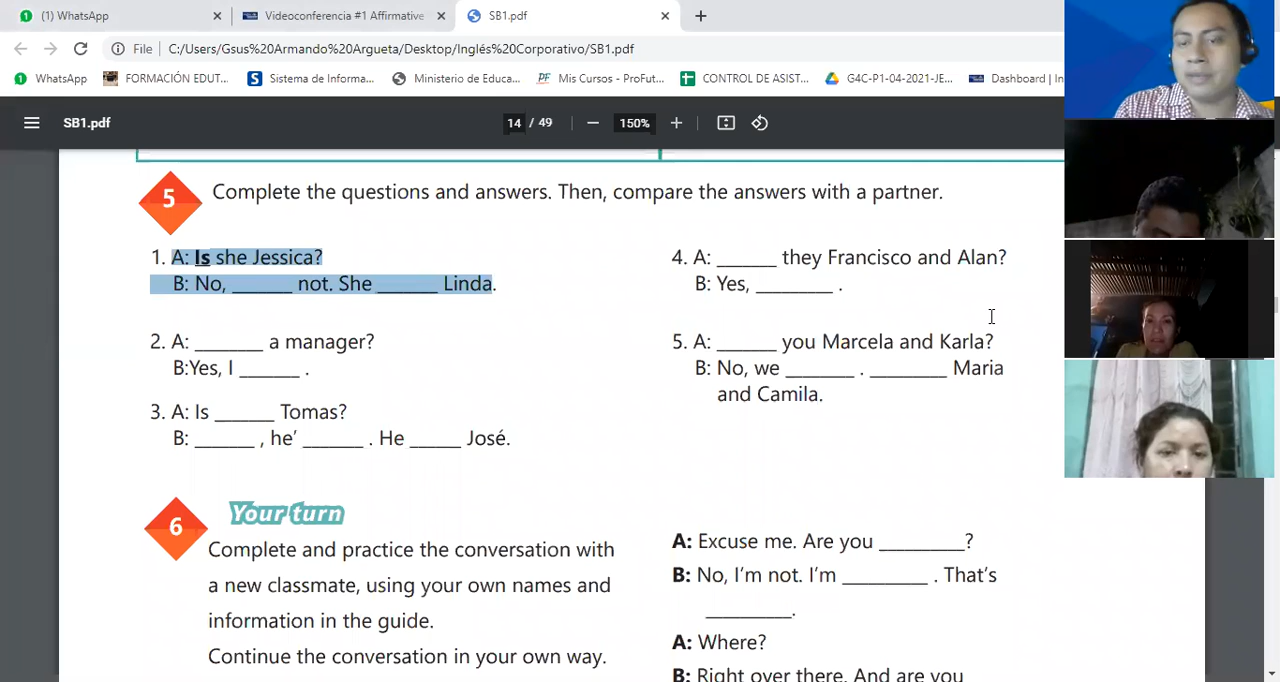 (1) WhatsApp
Videoconferencia #1 Affirmative
SB1.pdf
File
C:/Users/Gsus%20Armando%20Argueta/Desktop/Inglés%20Corporativo/SB1.pdf
WhatsApp
FORMACIÓN EDUT...
Sistema de Informa...
Ministerio de Educa...
Mis Cursos - ProFut...
CONTROL DE ASIST...
G4C-P1-04-2021-JE...
Dashboard | In
SB1.pdf
14 / 49
150%
5
Complete the questions and answers. Then, compare the answers with a partner.
1. A: Is she Jessica?
B: No, ______ not. She ______ Linda.
2. A: _______ a manager?
B:Yes, I ______ .
3. A: Is ______ Tomas?
B: ______ , he' ______ . He _____ José.
4. A: ______ they Francisco and Alan?
B: Yes, ________ .
5. A: ______ you Marcela and Karla?
B: No, we _______ . ________ Maria
and Camila.
6
Your turn
Complete and practice the conversation with
a new classmate, using your own names and
information in the guide.
Continue the conversation in your own way.
A: Excuse me. Are you _________?
B: No, I'm not. I'm _________ . That's
_________.
A: Where?
B: Right over there. And are you